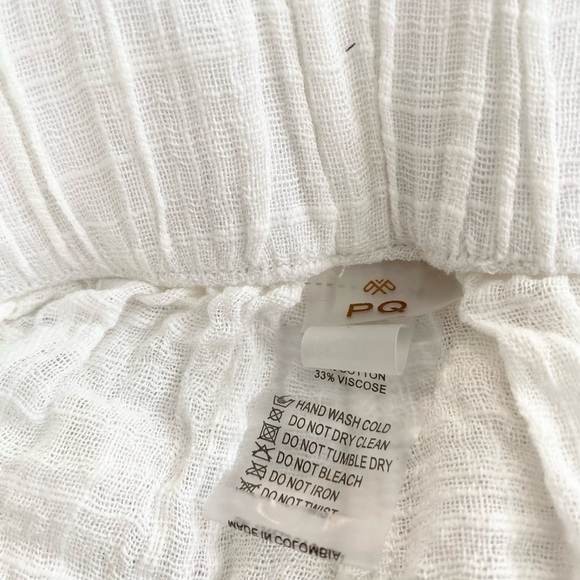 PQ
COTTON
33% VISCOSE
HAND WASH COLD
DO NOT DRY CLEAN
DO NOT TUMBLE DRY
DO NOT BLEACH
DO NOT IRON
DO NOT TWIST
MADE IN COLOMBIA